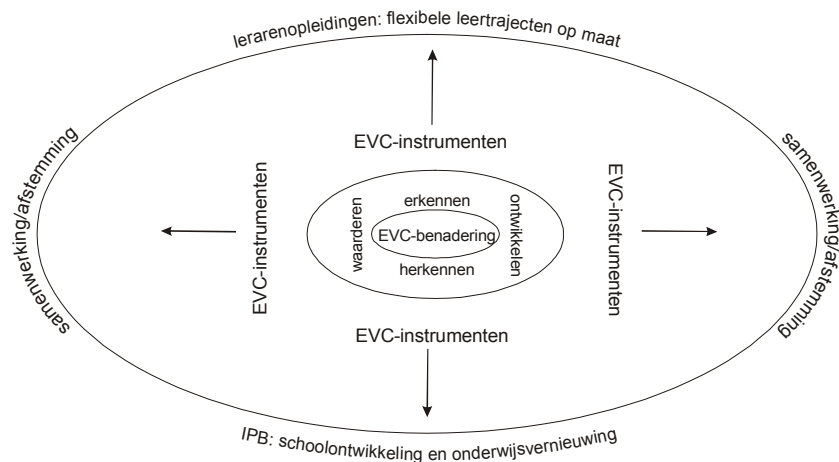 lerarenopleidingen: flexibele leertrajecten op maat
samenwerking/afstemming
samenwerking/afstemming
EVC-instrumenten
EVC-instrumenten
EVC-instrumenten
erkennen
waarderen
ontwikkelen
EVC-benadering
herkennen
EVC-instrumenten
IPB: schoolontwikkeling en onderwijsvernieuwing